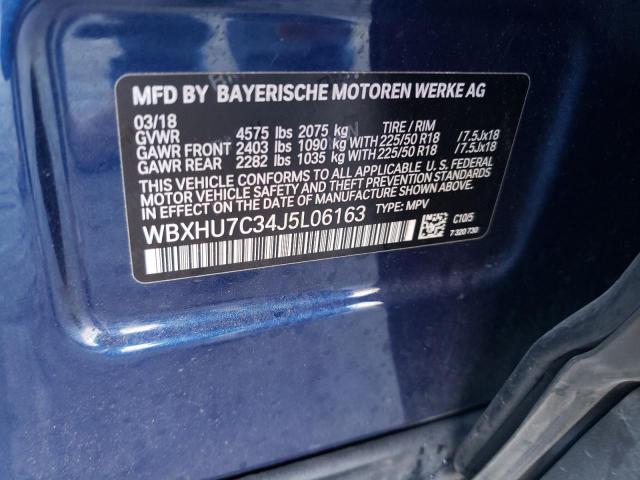 MFD BY BAYERISCHE MOTOREN WERKE AG
03/18
GVWR 4575 lbs 2075 kg TIRE / RIM
GAWR FRONT 2403 lbs 1090 kg WITH 225/50 R18 /7.5Jx18
GAWR REAR 2282 lbs 1035 kg WITH 225/50 R18 /7.5Jx18
THIS VEHICLE CONFORMS TO ALL APPLICABLE U. S. FEDERAL
MOTOR VEHICLE SAFETY AND THEFT PREVENTION STANDARDS
IN EFFECT ON THE DATE OF MANUFACTURE SHOWN ABOVE.
WBXHU7C34J5L06163 TYPE: MPV
C10/5
7 320 730